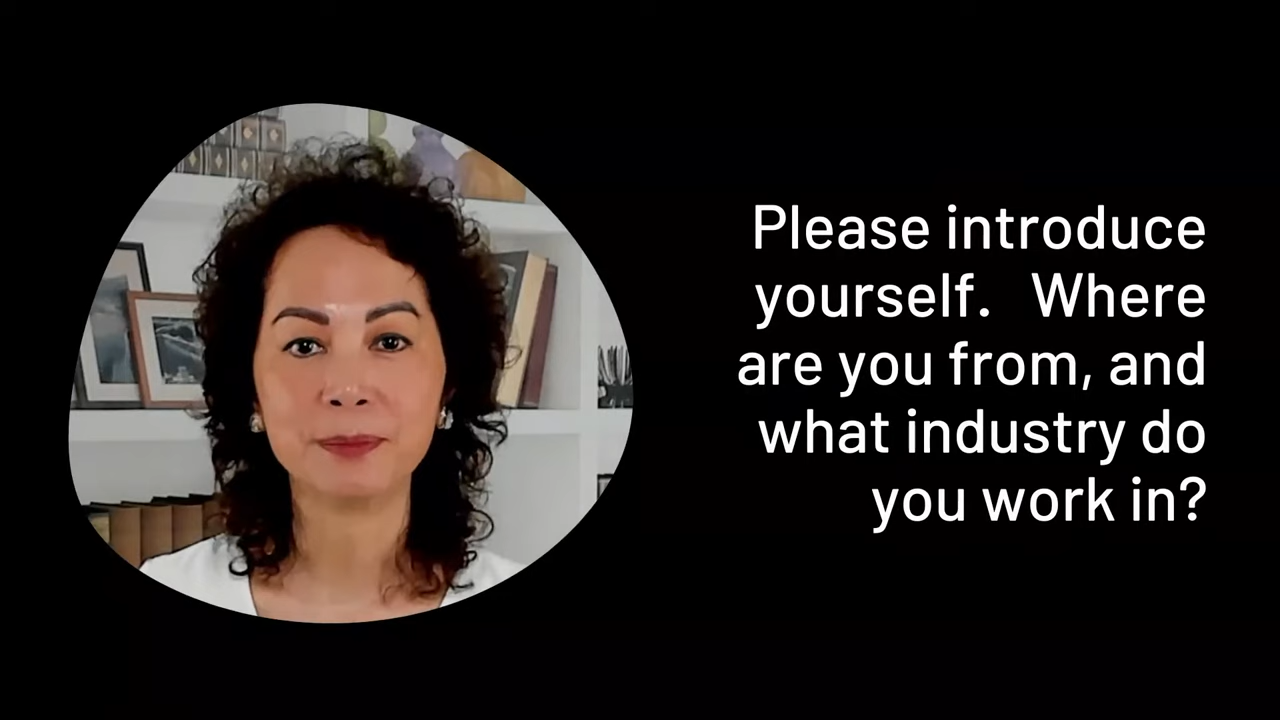 Please introduce
yourself.   Where
are you from, and
what industry do
you work in?